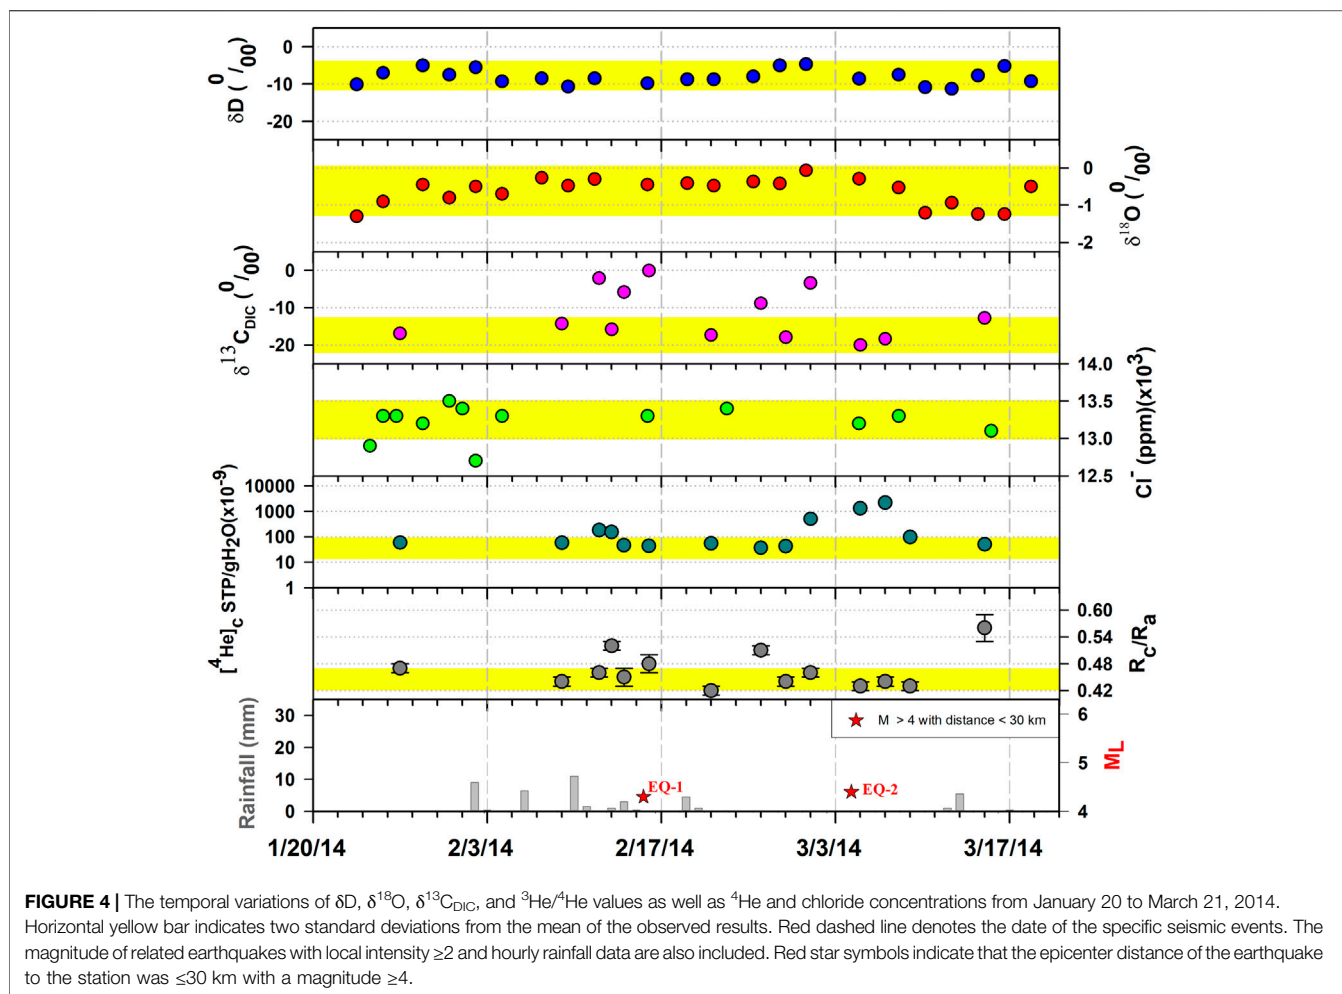 δD (⁰/₀₀)
0
-10
-20
δ¹⁸O (⁰/₀₀)
0
-1
-2
δ¹³C_DIC (⁰/₀₀)
0
-10
-20
Cl⁻ (ppm)(x10³)
14.0
13.5
13.0
12.5
[⁴He]_C STP/gH₂O(x10⁻⁹)
10000
1000
100
10
1
R_c/R_a
0.60
0.54
0.48
0.42
Rainfall (mm)
30
20
10
0
M_L
6
5
4
M > 4 with distance < 30 km
EQ-1
EQ-2
1/20/14 2/3/14 2/17/14 3/3/14 3/17/14
FIGURE 4 | The temporal variations of δD, δ¹⁸O, δ¹³C_DIC, and ³He/⁴He values as well as ⁴He and chloride concentrations from January 20 to March 21, 2014.
Horizontal yellow bar indicates two standard deviations from the mean of the observed results. Red dashed line denotes the date of the specific seismic events. The
magnitude of related earthquakes with local intensity ≥2 and hourly rainfall data are also included. Red star symbols indicate that the epicenter distance of the earthquake
to the station was ≤30 km with a magnitude ≥4.